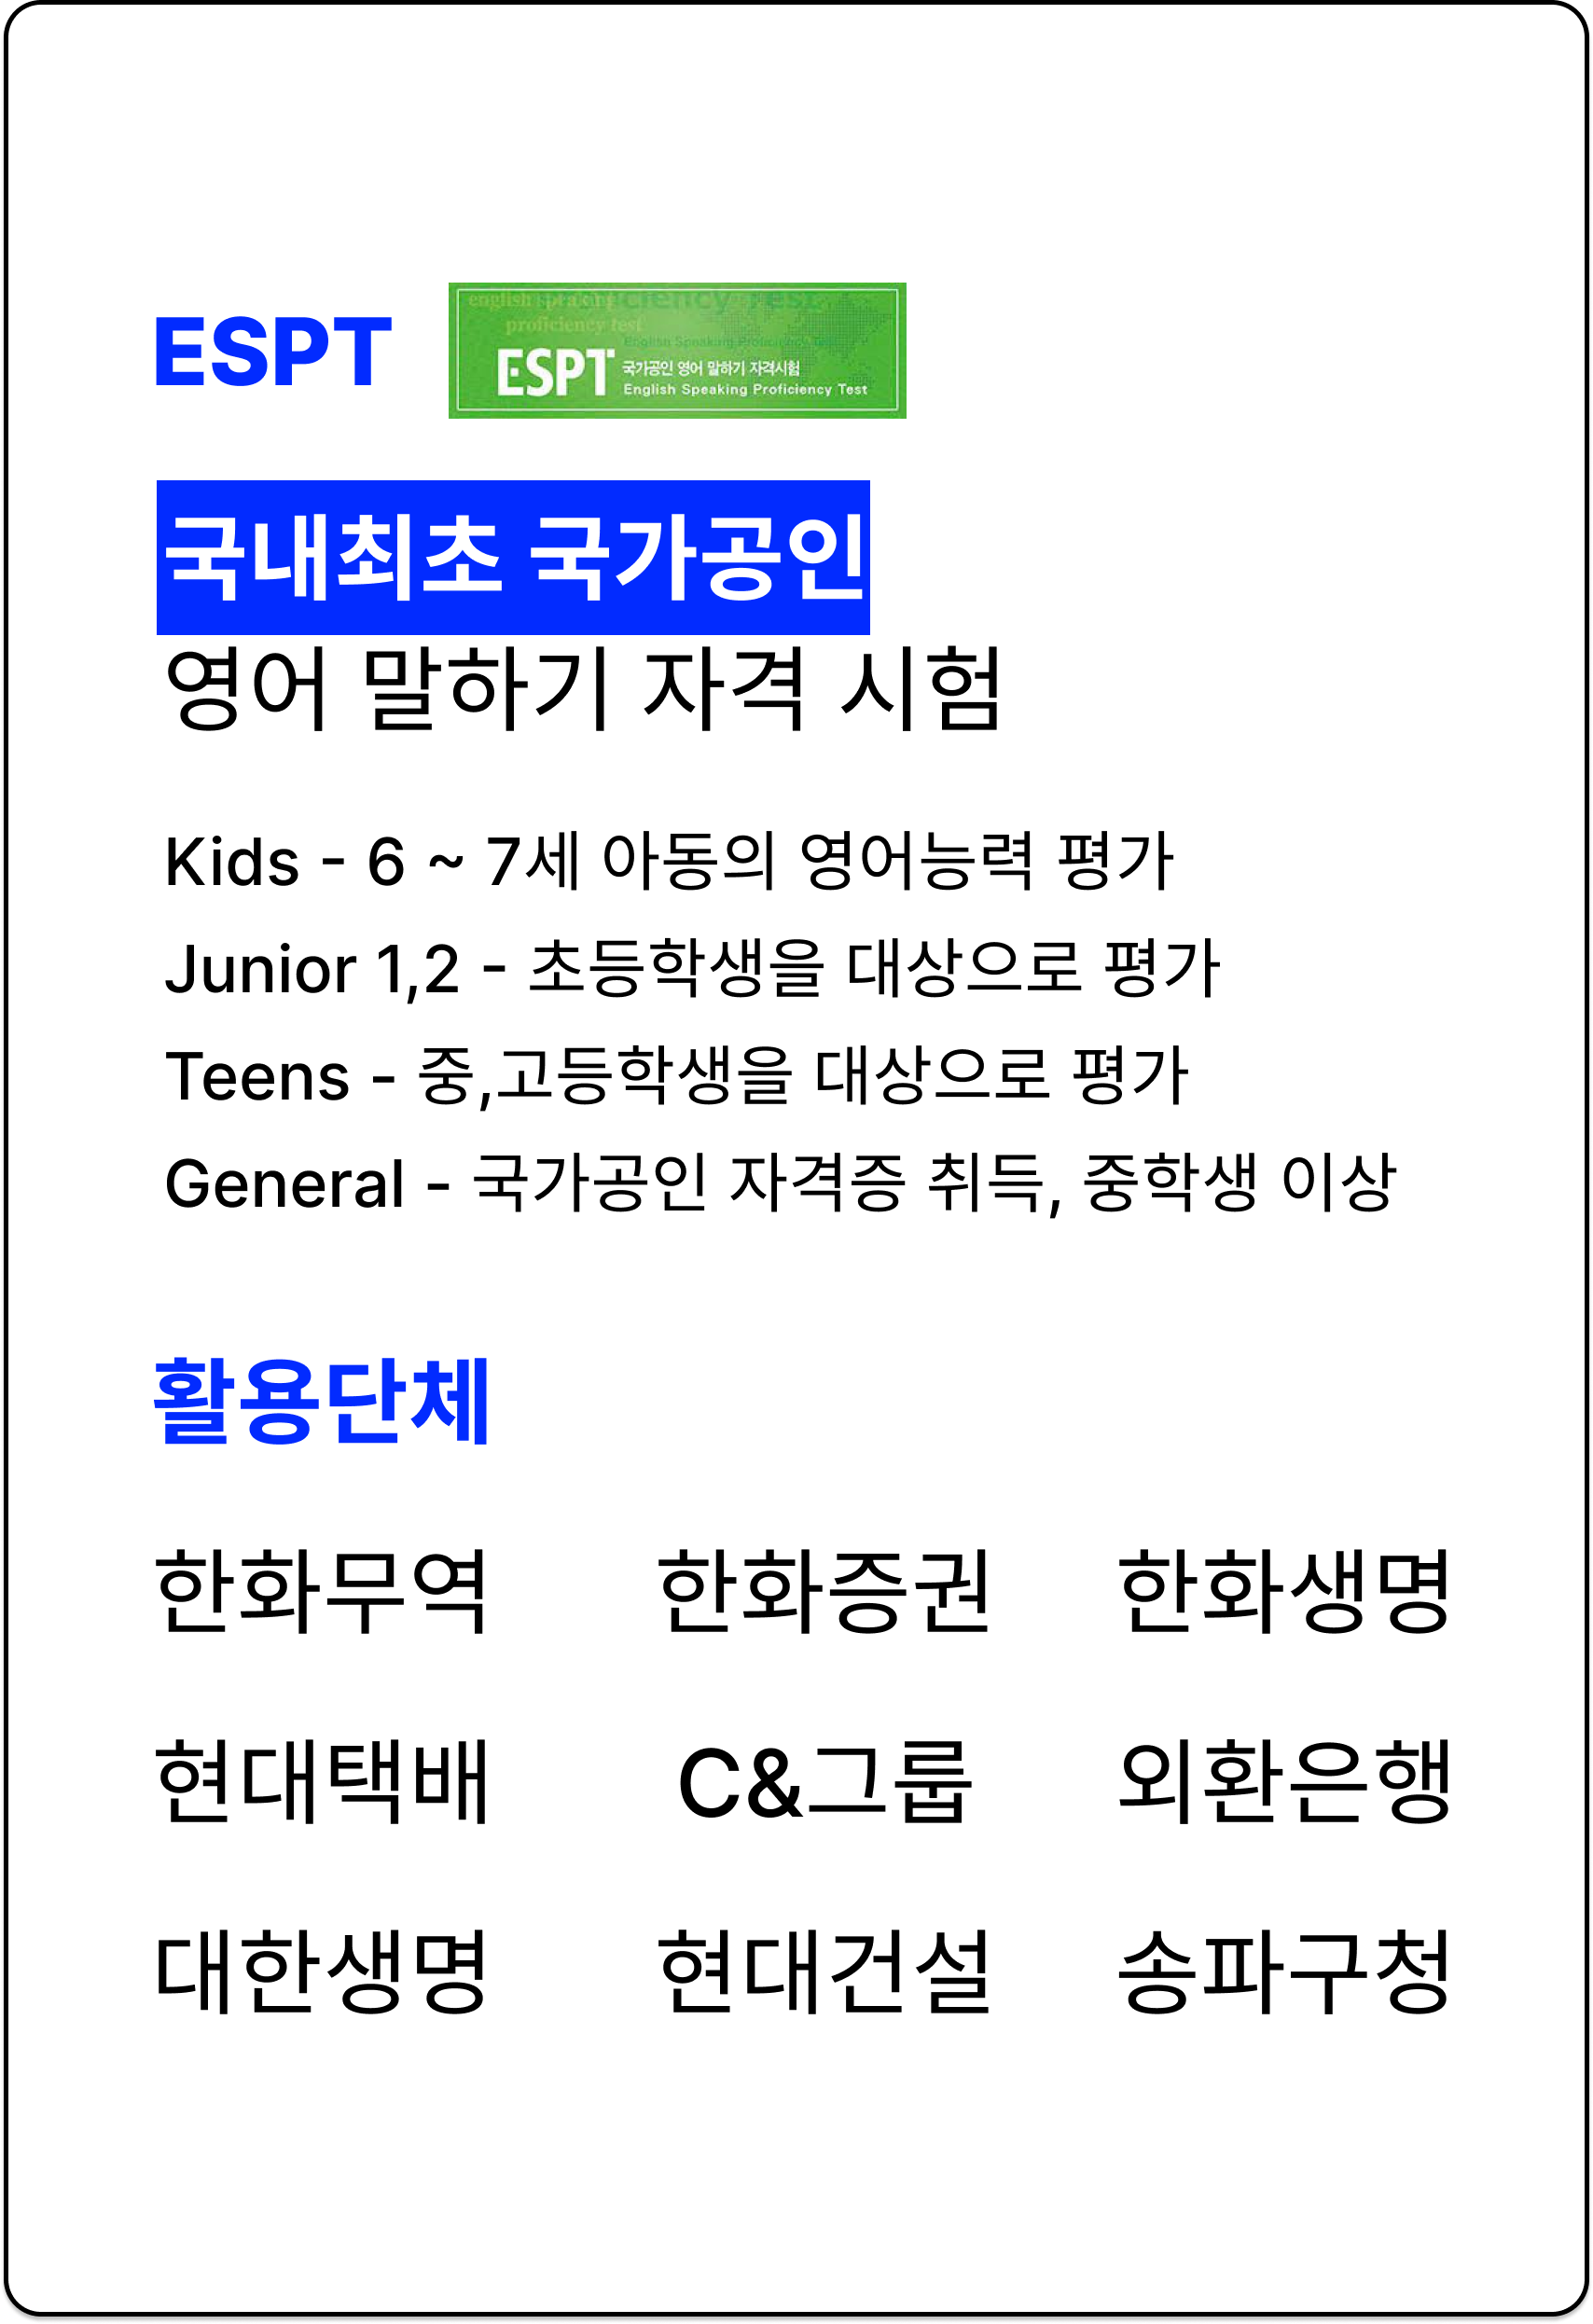 ESPT
english speaking
proficiency Test
proficiency test
English Speaking Proficiency Test
ESPT 국가공인 영어 말하기 자격시험
English Speaking Proficiency Test
국내최초 국가공인
영어 말하기 자격 시험
Kids - 6 ~ 7세 아동의 영어능력 평가
Junior 1,2 - 초등학생을 대상으로 평가
Teens - 중,고등학생을 대상으로 평가
General - 국가공인 자격증 취득, 중학생 이상
활용단체
한화무역 한화증권 한화생명
현대택배 C&그룹 외환은행
대한생명 현대건설 송파구청